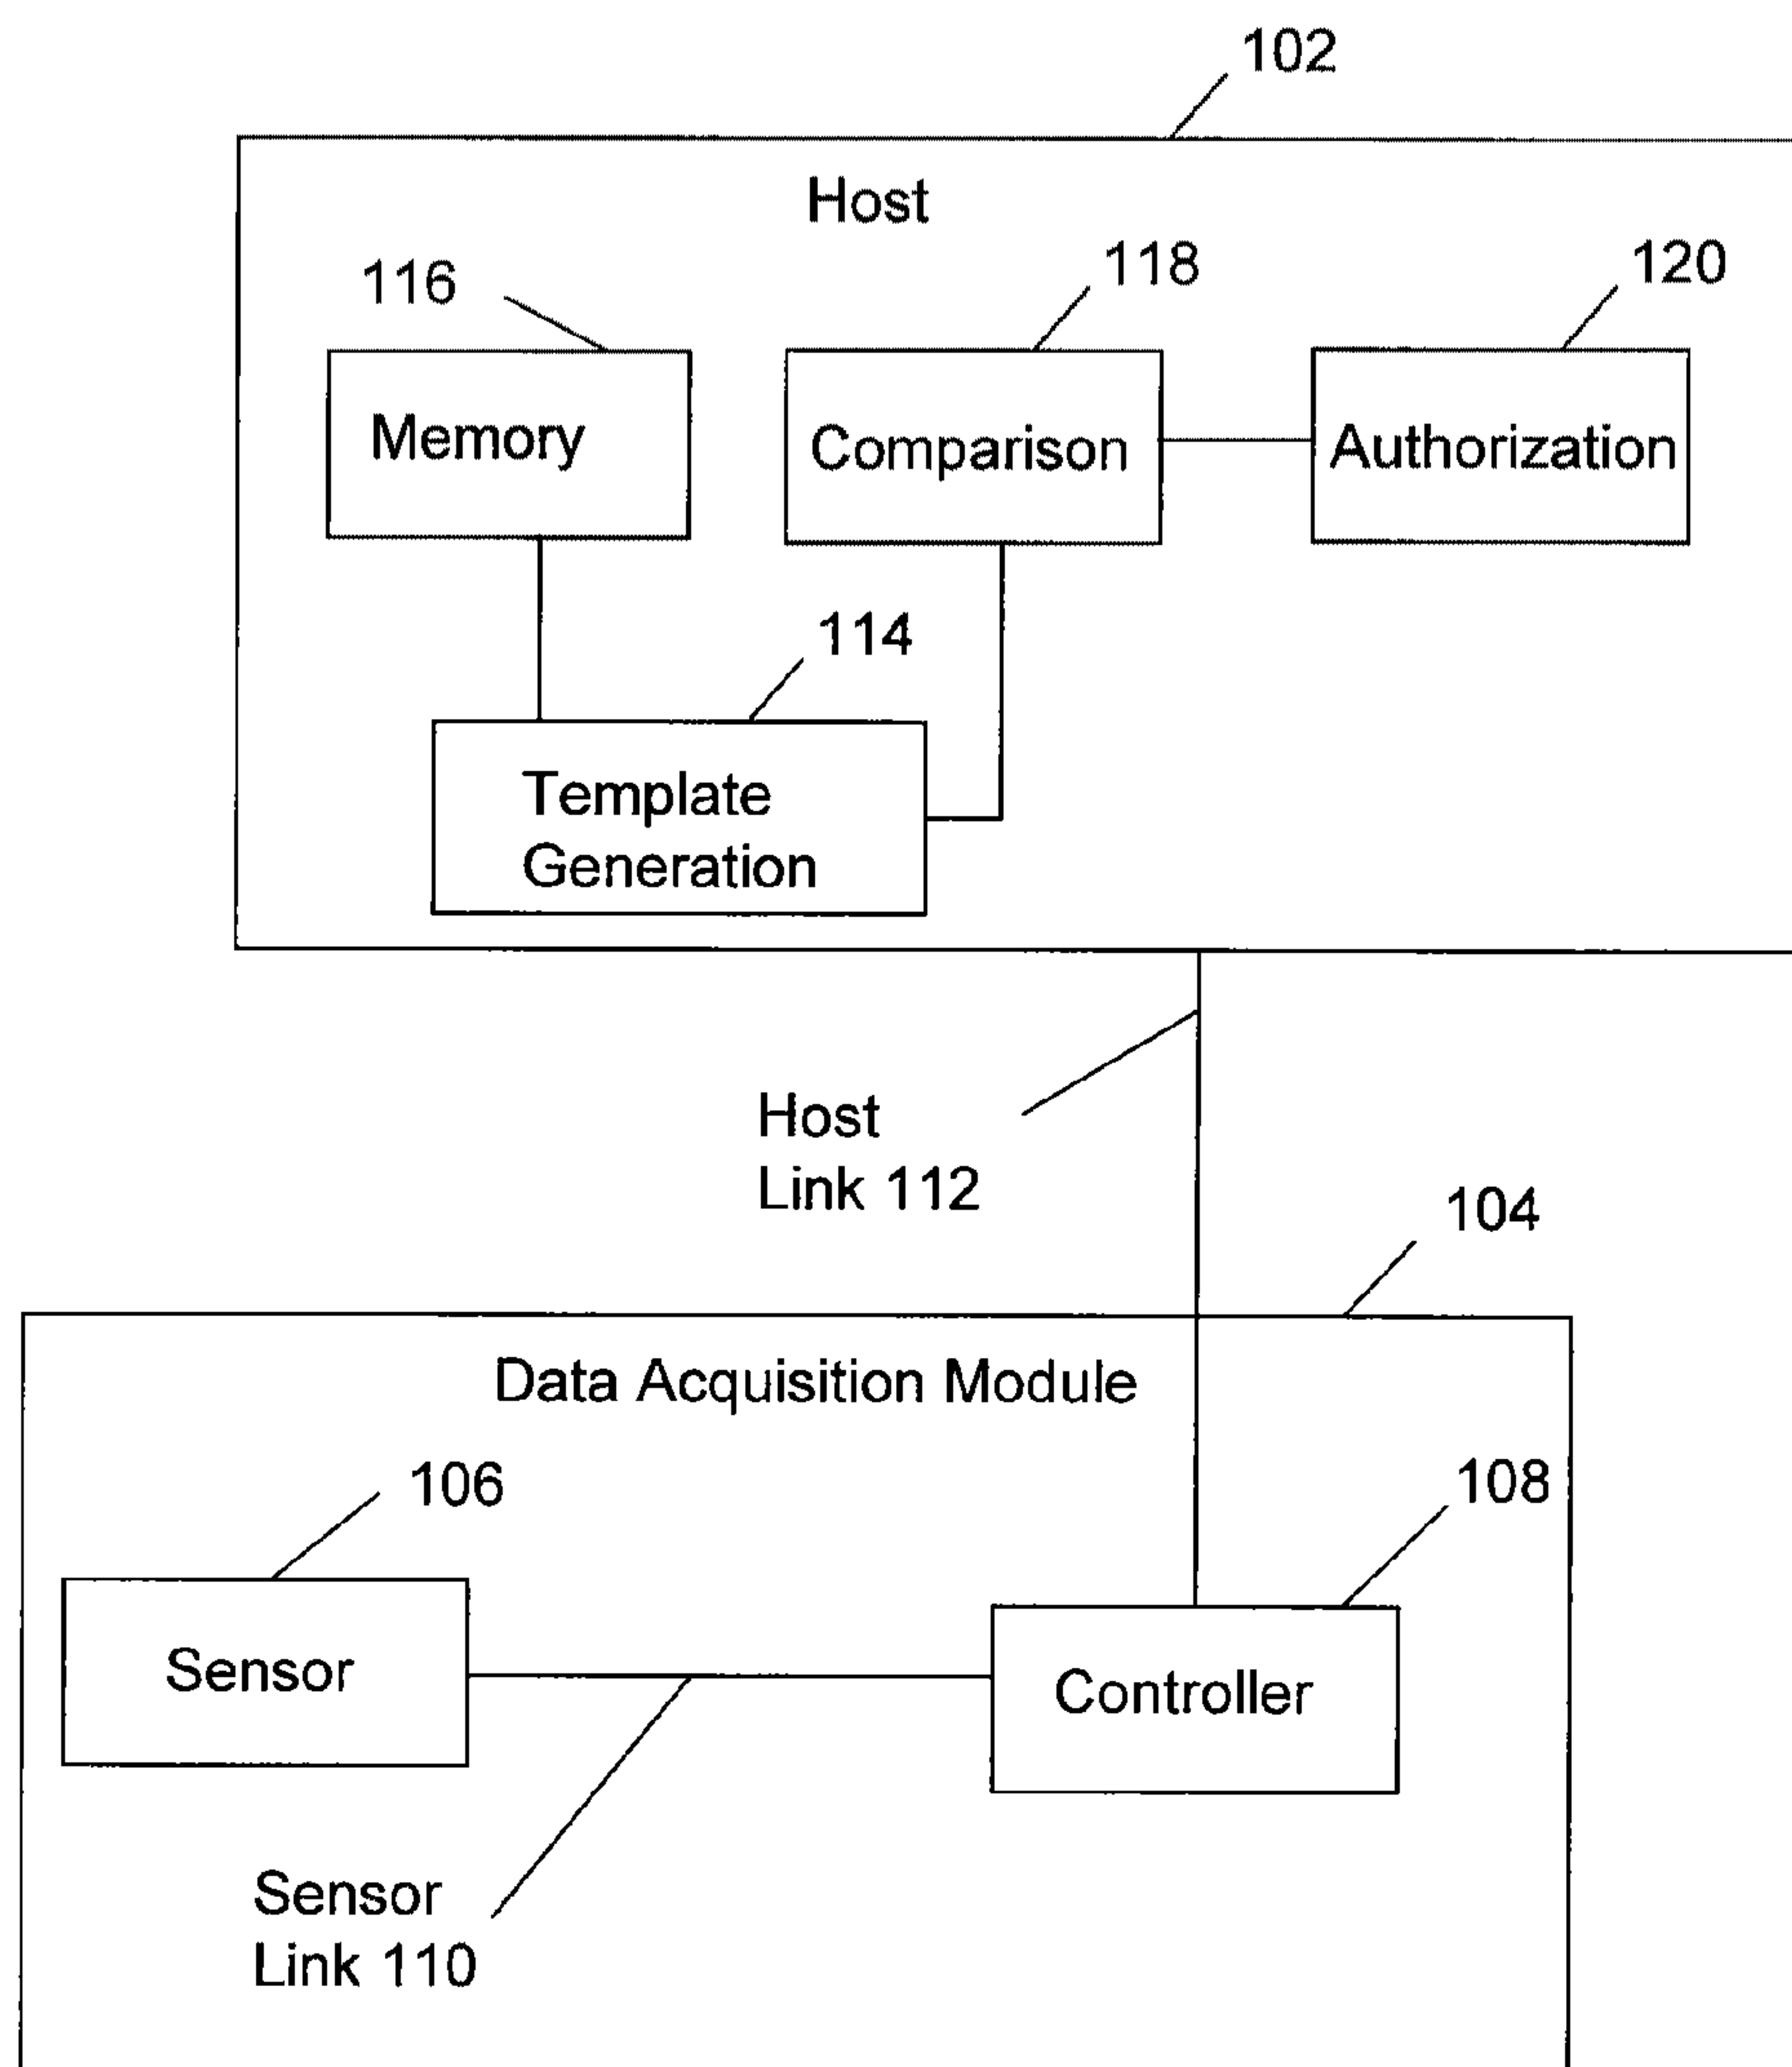 102
Host
116
118
120
Memory
Comparison
Authorization
114
Template
Generation
Host
Link 112
104
Data Acquisition Module
106
108
Sensor
Controller
Sensor
Link 110